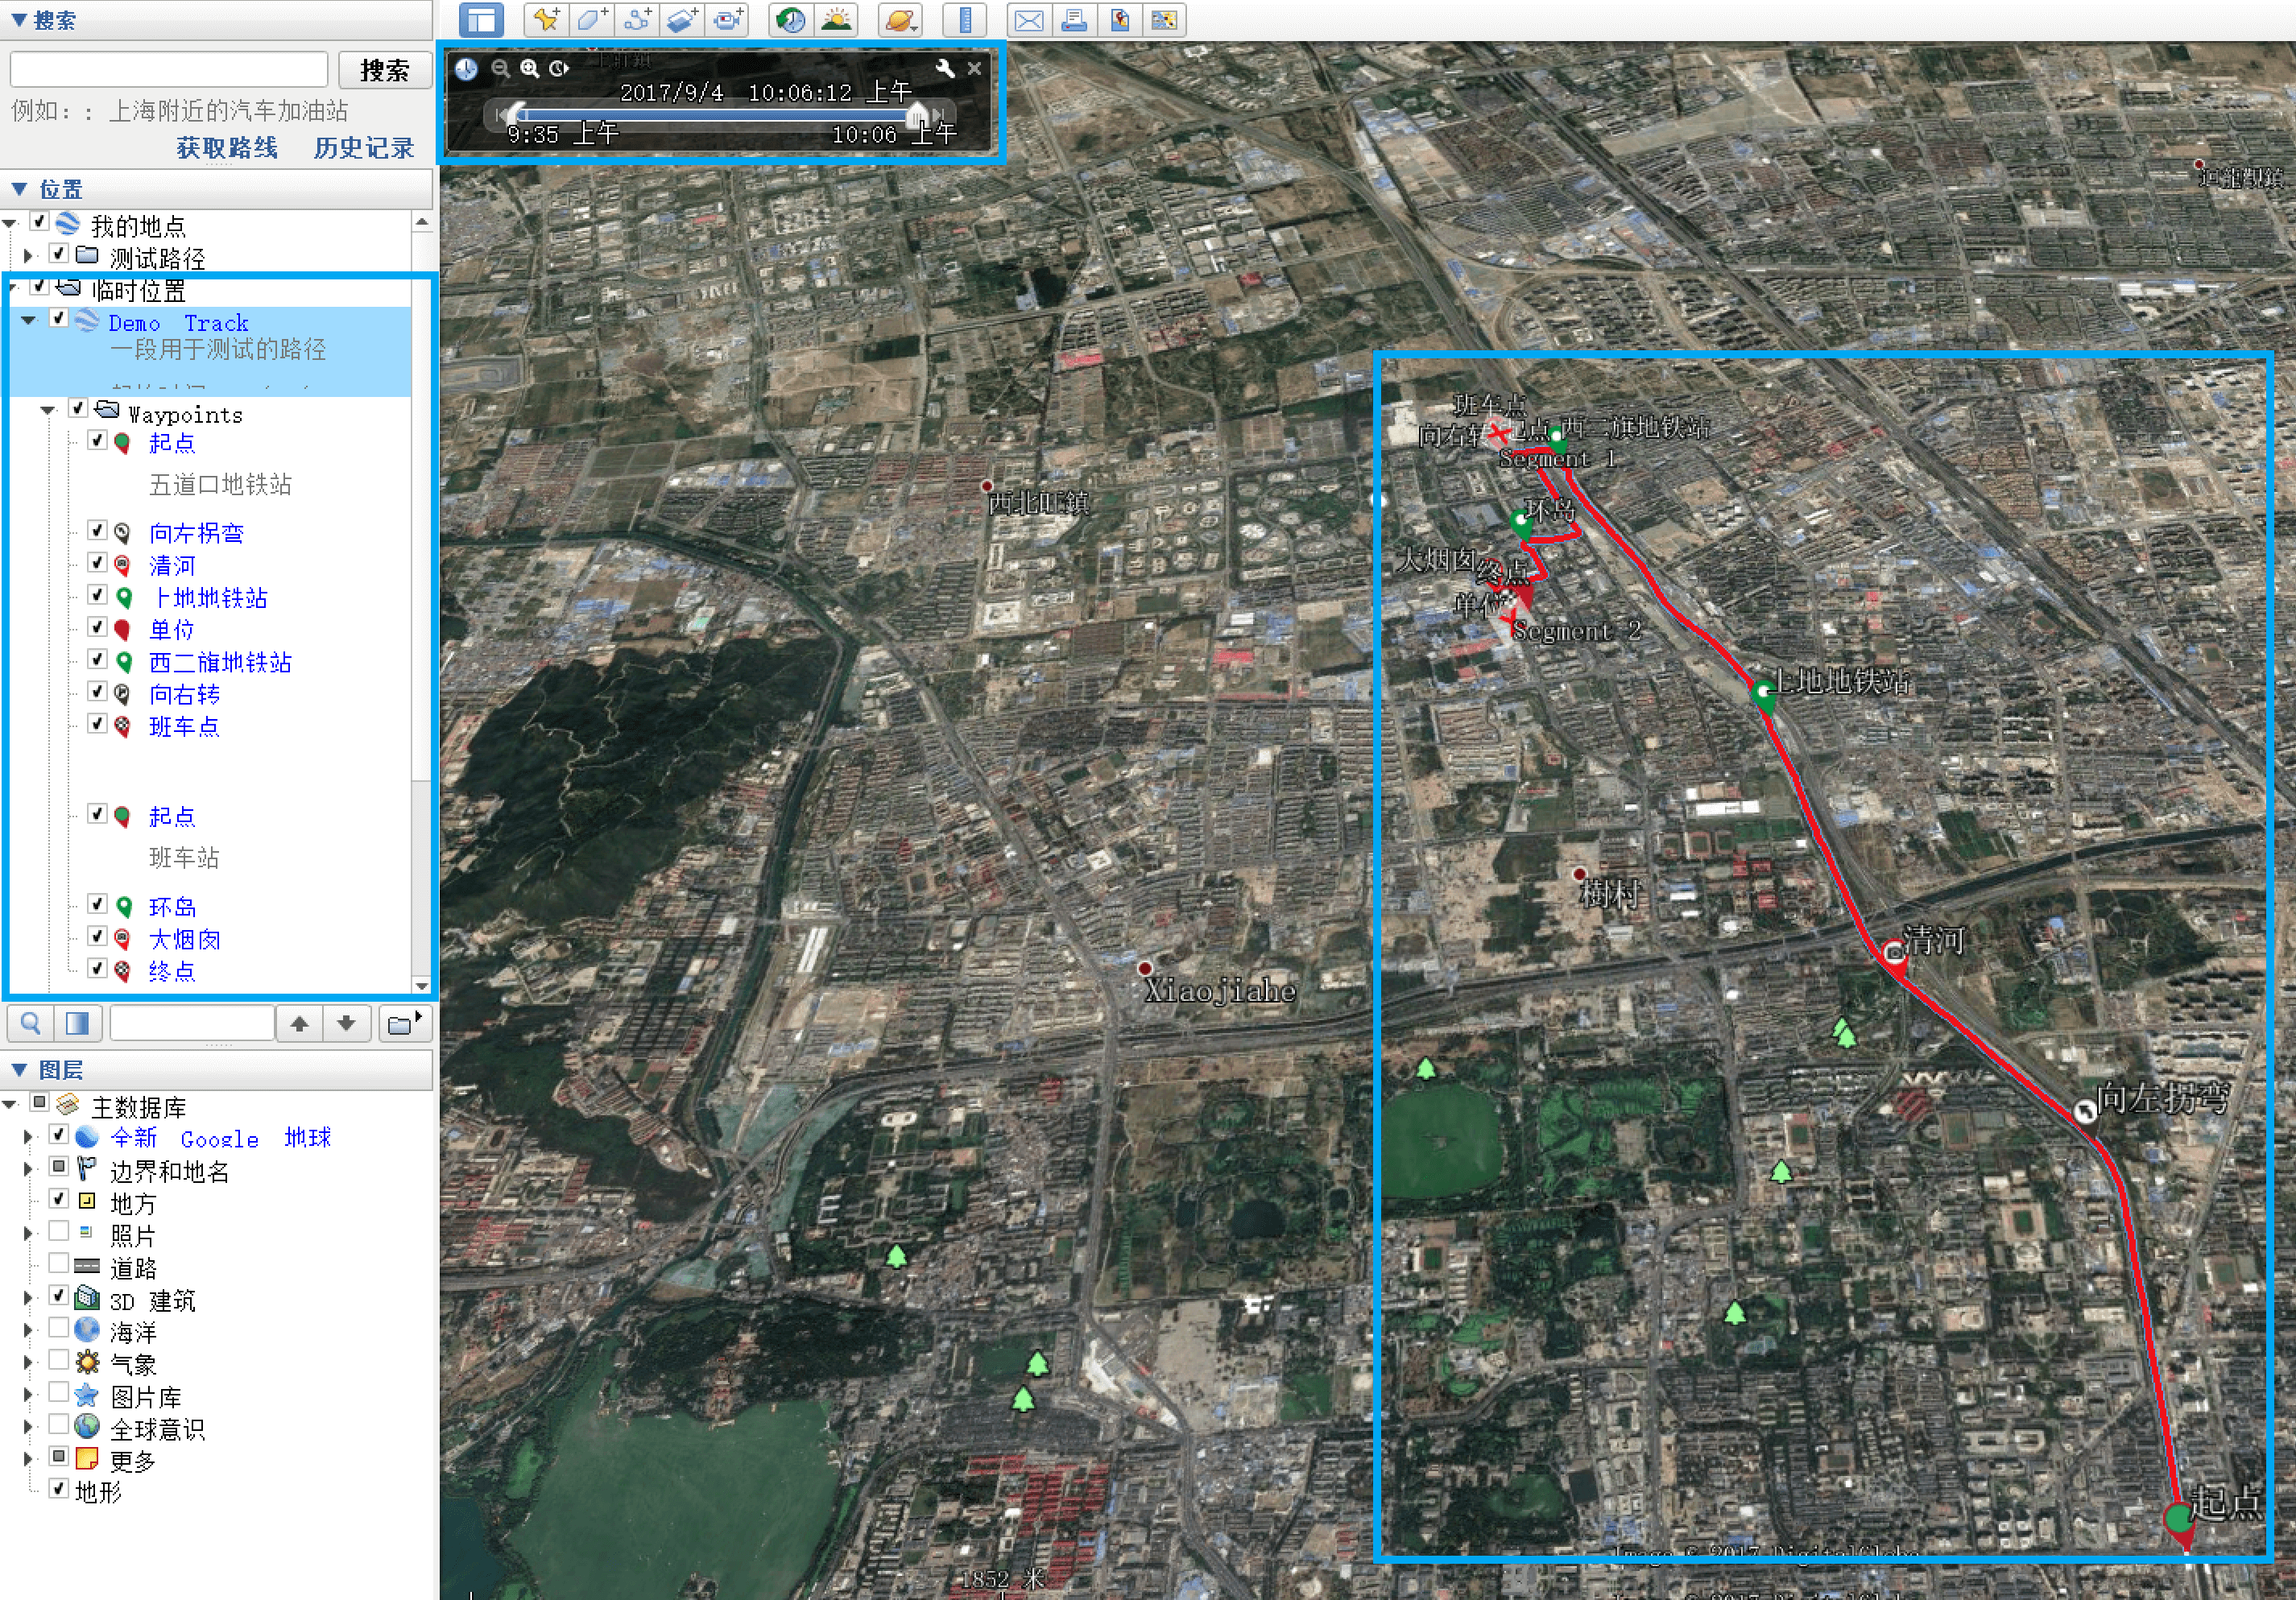 搜索
搜索
例如：：上海附近的汽车加油站
获取路线 历史记录
位置
我的地点
测试路径
临时位置
Demo Track
一段用于测试的路径
Waypoints
起点
五道口地铁站
向左拐弯
清河
上地地铁站
单位
西二旗地铁站
向右转
班车点
起点
班车站
环岛
大烟囱
终点
图层
主数据库
全新 Google 地球
边界和地名
地方
照片
道路
3D 建筑
海洋
气象
图片库
全球意识
更多
地形
2017/9/4 10:06:12 上午
9:35 上午
10:06 上午
迴龍觀鎮
西北旺鎮
班车点
向右转
起点
西二旗地铁站
Segment 1
环岛
大烟囱
终点
单位
Segment 2
上地地铁站
樹村
清河
Xiaojiahe
向左拐弯
起点
Image © 2017 DigitalGlobe
1852 米
© 2017 DigitalGlobe